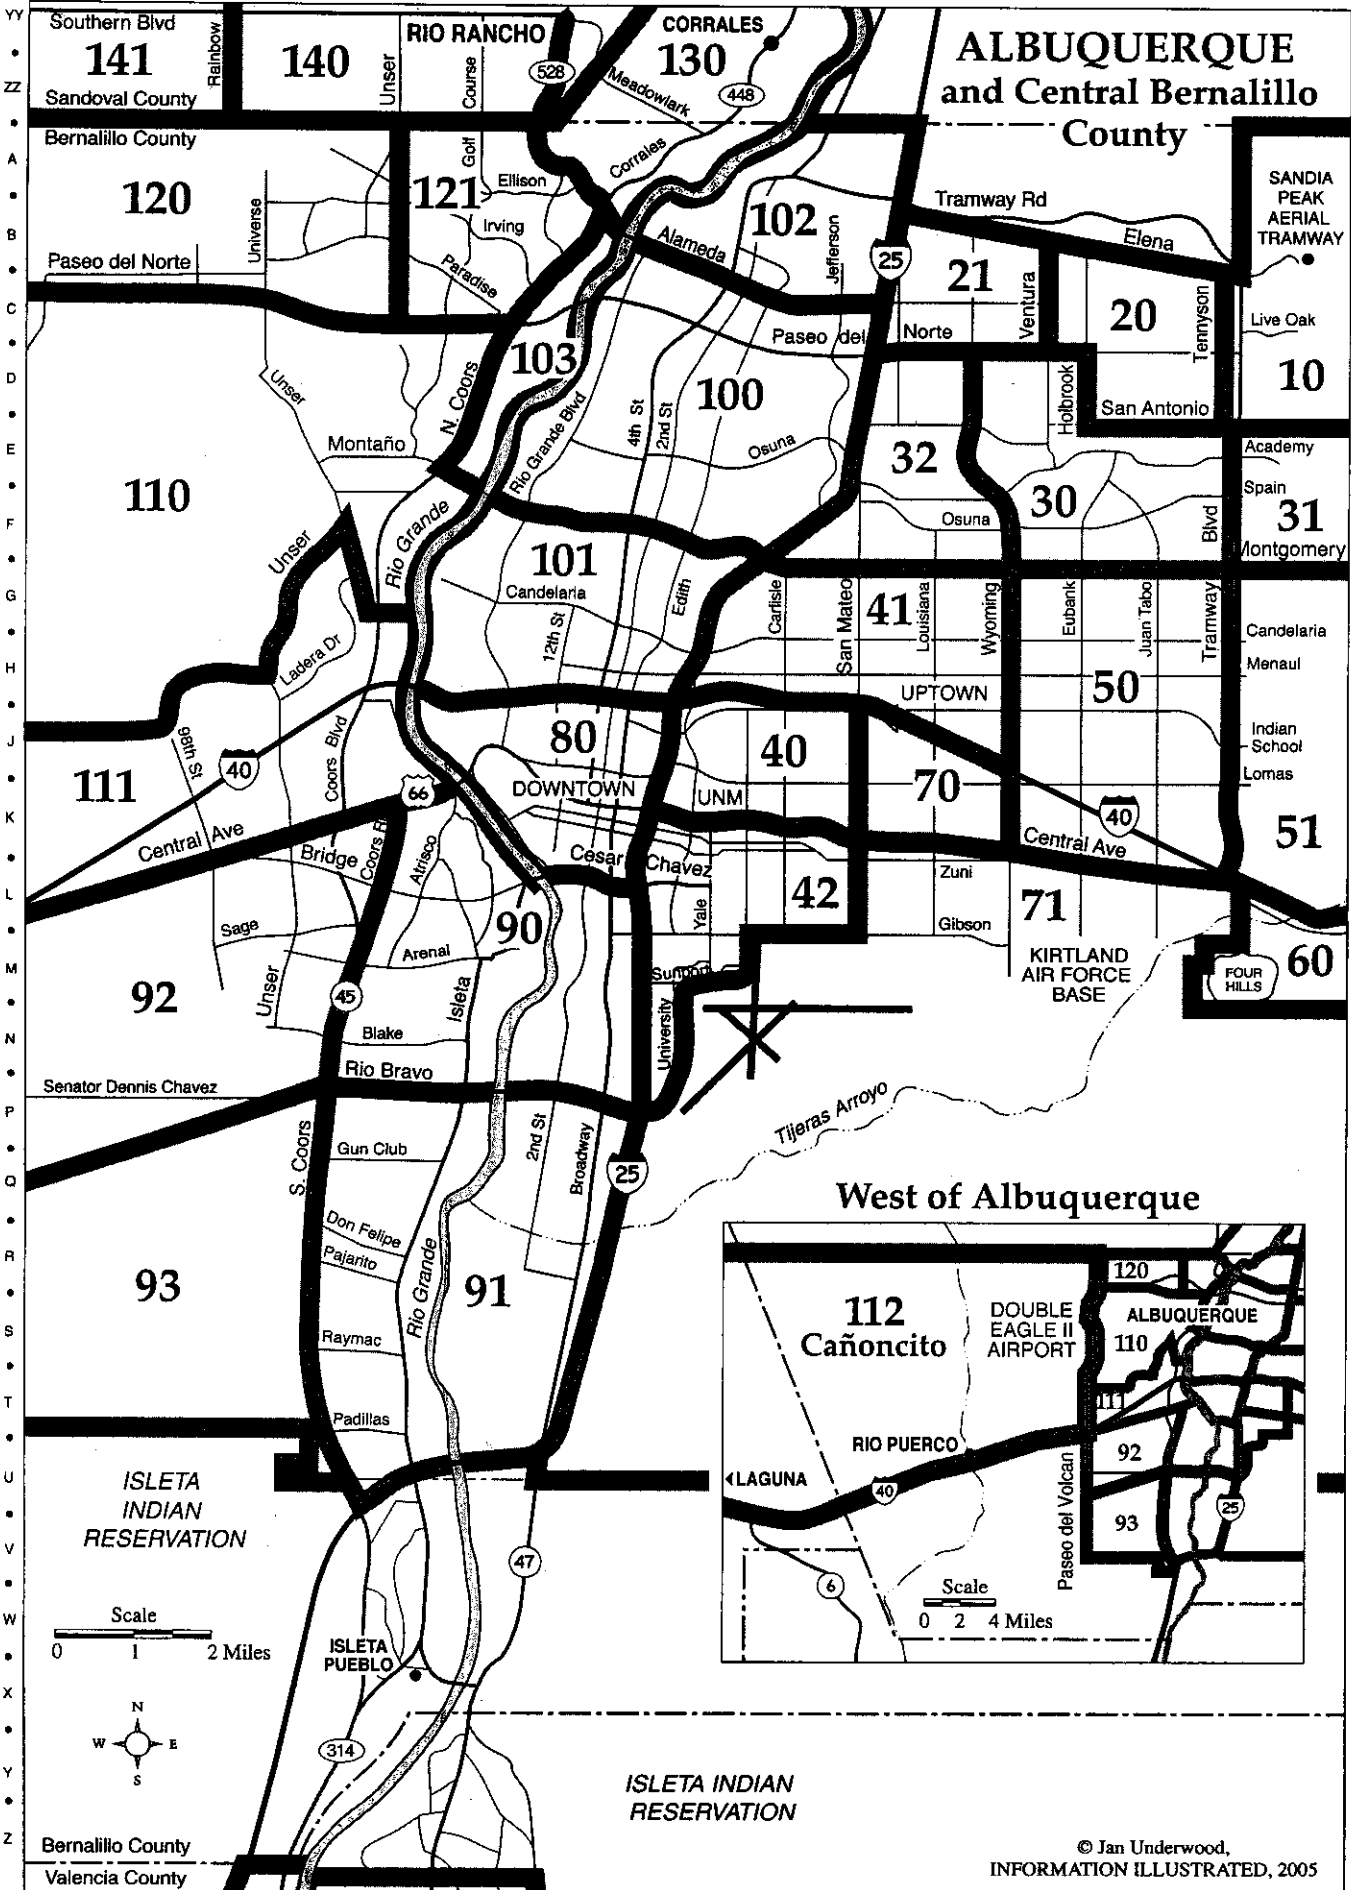 YY
ZZ
A
B
C
D
E
F
G
H
J
K
L
M
N
P
Q
R
S
T
U
V
W
X
Y
Z
Southern Blvd
141
Sandoval County
Rainbow
140
Unser
RIO RANCHO
Golf Course
528
CORRALES
130
Meadowlark
448
ALBUQUERQUE
and Central Bernalillo
County
Bernalillo County
120
Universe
121
Ellison
Irving
Paradise
Corrales
102
Alameda
Jefferson
25
Tramway Rd
Elena
SANDIA
PEAK
AERIAL
TRAMWAY
21
Ventura
20
Tennyson
Live Oak
10
Paseo del Norte
Paseo del Norte
103
N. Coors
100
Unser
Montaño
Rio Grande Blvd
4th St
2nd St
Osuna
Holbrook
San Antonio
Academy
Spain
32
30
31
Osuna
Blvd
Montgomery
110
Unser
Rio Grande
101
Candelaria
12th St
Edith
Carlisle
San Mateo
41
Louisiana
Wyoming
Eubank
Juan Tabo
Tramway
Candelaria
Menaul
Ladera Dr
50
UPTOWN
80
40
70
Indian
School
Lomas
98th St
40
Coors Blvd
111
66
DOWNTOWN
UNM
40
Central Ave
Central Ave
51
Bridge
Coors Rd
Atrisco
Cesar Chavez
Zuni
42
71
Yale
Gibson
90
Sage
Arenal
KIRTLAND
AIR FORCE
BASE
FOUR
HILLS
60
92
Unser
45
Isleta
Sunport
University
Blake
Rio Bravo
Senator Dennis Chavez
Tijeras Arroyo
S. Coors
Gun Club
2nd St
Broadway
25
West of Albuquerque
Don Felipe
Pajarito
Rio Grande
93
91
Raymac
Padillas
112
Cañoncito
DOUBLE
EAGLE II
AIRPORT
120
ALBUQUERQUE
110
111
RIO PUERCO
92
LAGUNA
40
Paseo del Volcan
93
25
6
Scale
0 2 4 Miles
ISLETA
INDIAN
RESERVATION
47
Scale
0 1 2 Miles
ISLETA
PUEBLO
N
W E
S
314
ISLETA INDIAN
RESERVATION
Bernalillo County
Valencia County
© Jan Underwood,
INFORMATION ILLUSTRATED, 2005